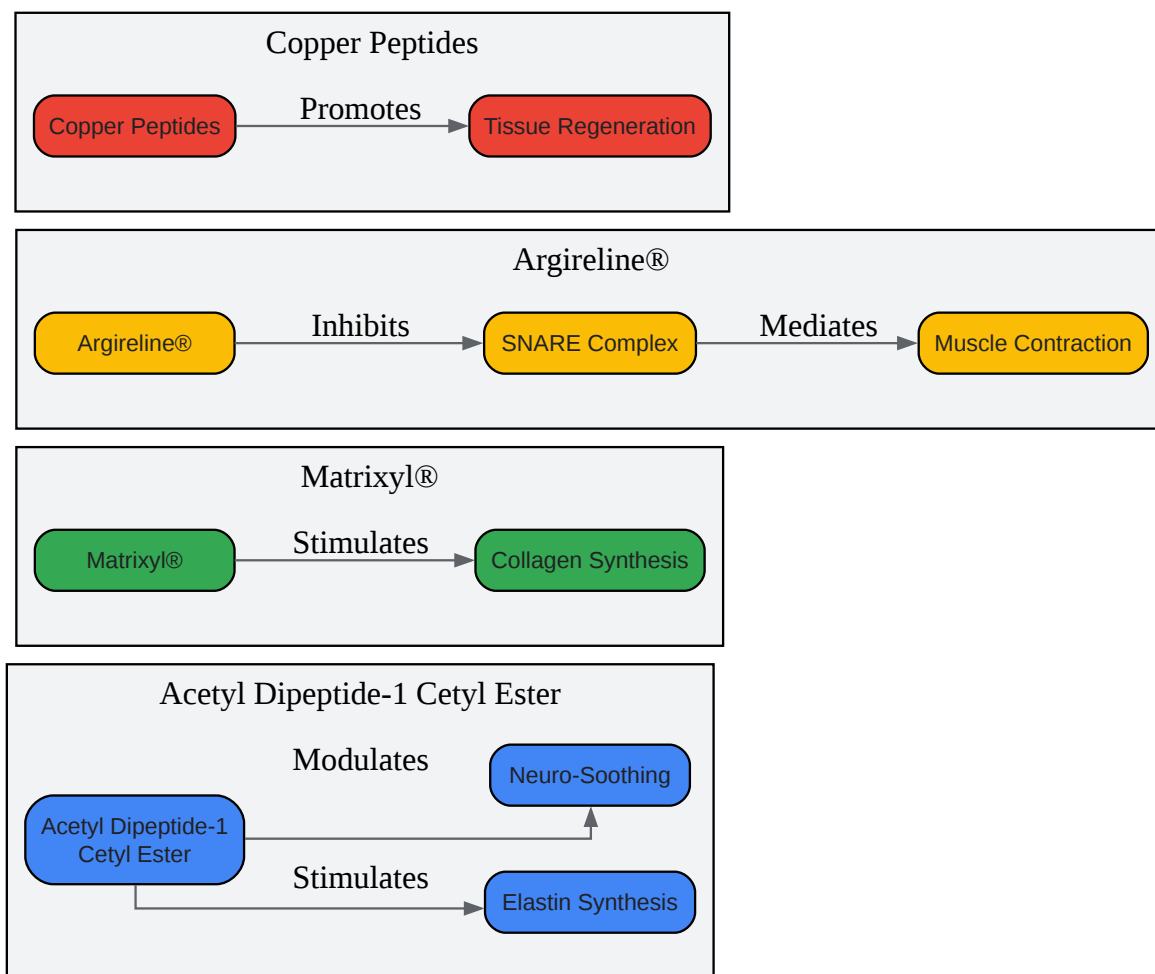 Copper Peptides
Copper Peptides
Promotes
Tissue Regeneration
Argireline®
Argireline®
Inhibits
SNARE Complex
Mediates
Muscle Contraction
Matrixyl®
Matrixyl®
Stimulates
Collagen Synthesis
Acetyl Dipeptide-1 Cetyl Ester
Modulates
Neuro-Soothing
Acetyl Dipeptide-1
Cetyl Ester
Stimulates
Elastin Synthesis